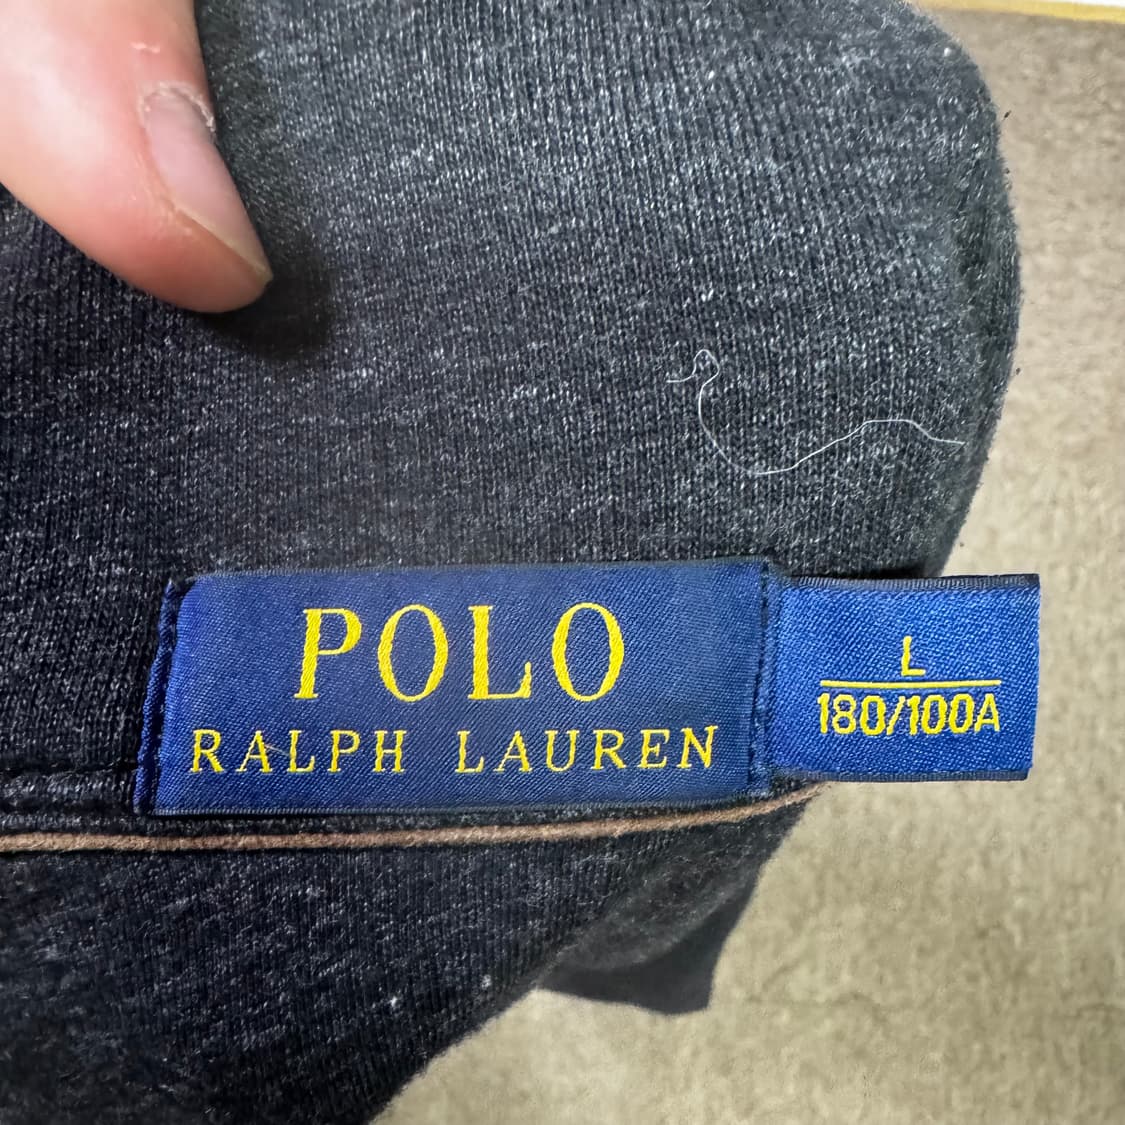 POLO
RALPH LAUREN
L
180/100A